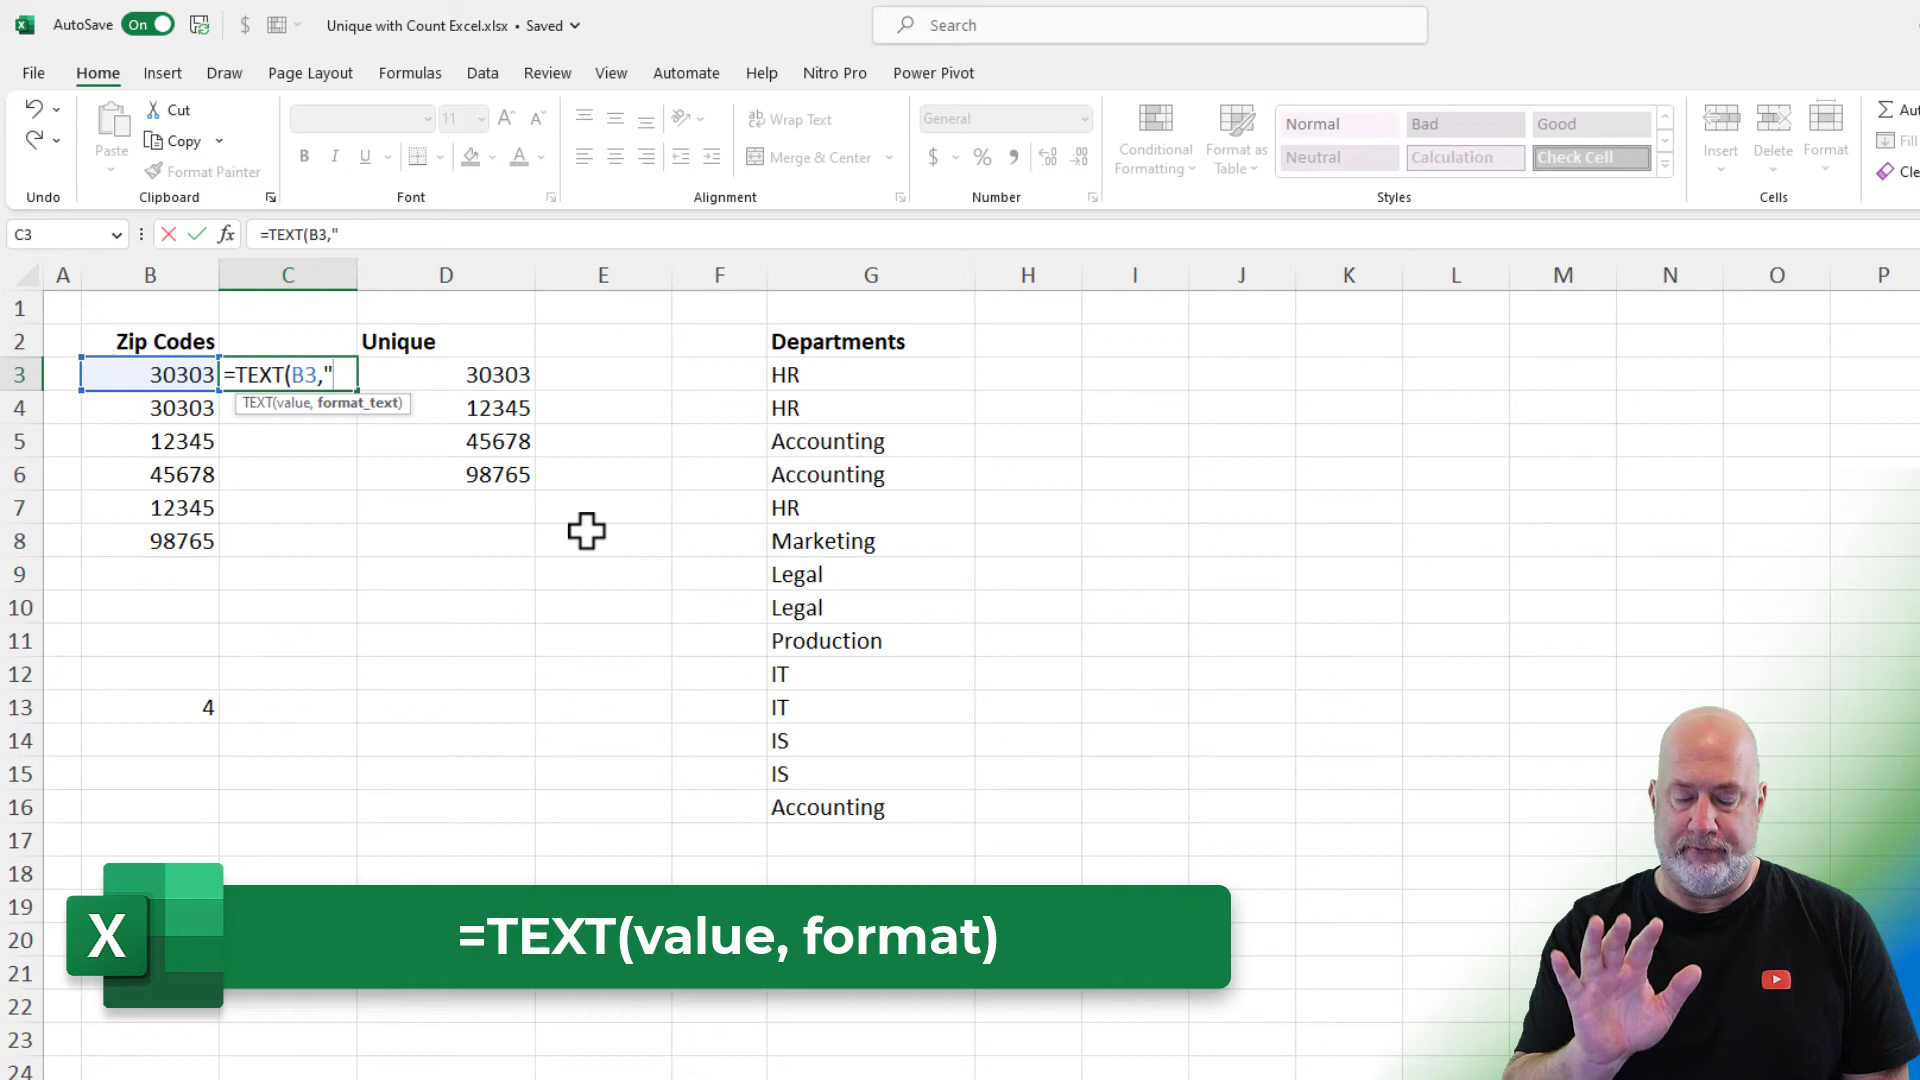 AutoSave On Unique with Count Excel.xlsx • Saved Search
File Home Insert Draw Page Layout Formulas Data Review View Automate Help Nitro Pro Power Pivot
Cut
Copy
Format Painter
Paste
Undo Clipboard
11
B I U
Font
Wrap Text
Merge & Center
Alignment
General
$ % 9
Number
Conditional Formatting
Format as Table
Normal Bad Good
Neutral Calculation Check Cell
Styles
Insert Delete Format
Cells
Σ Aut
Fill
Cle
C3 fx =TEXT(B3,"
A B C D E F G H I J K L M N O P
1
2 Zip Codes Unique Departments
3 30303 =TEXT(B3," 30303 HR
TEXT(value, format_text)
4 30303 12345 HR
5 12345 45678 Accounting
6 45678 98765 Accounting
7 12345 HR
8 98765 Marketing
9 Legal
10 Legal
11 Production
12 IT
13 4 IT
14 IS
15 IS
16 Accounting
17
18
19
20
21
22
23
24
X =TEXT(value, format)